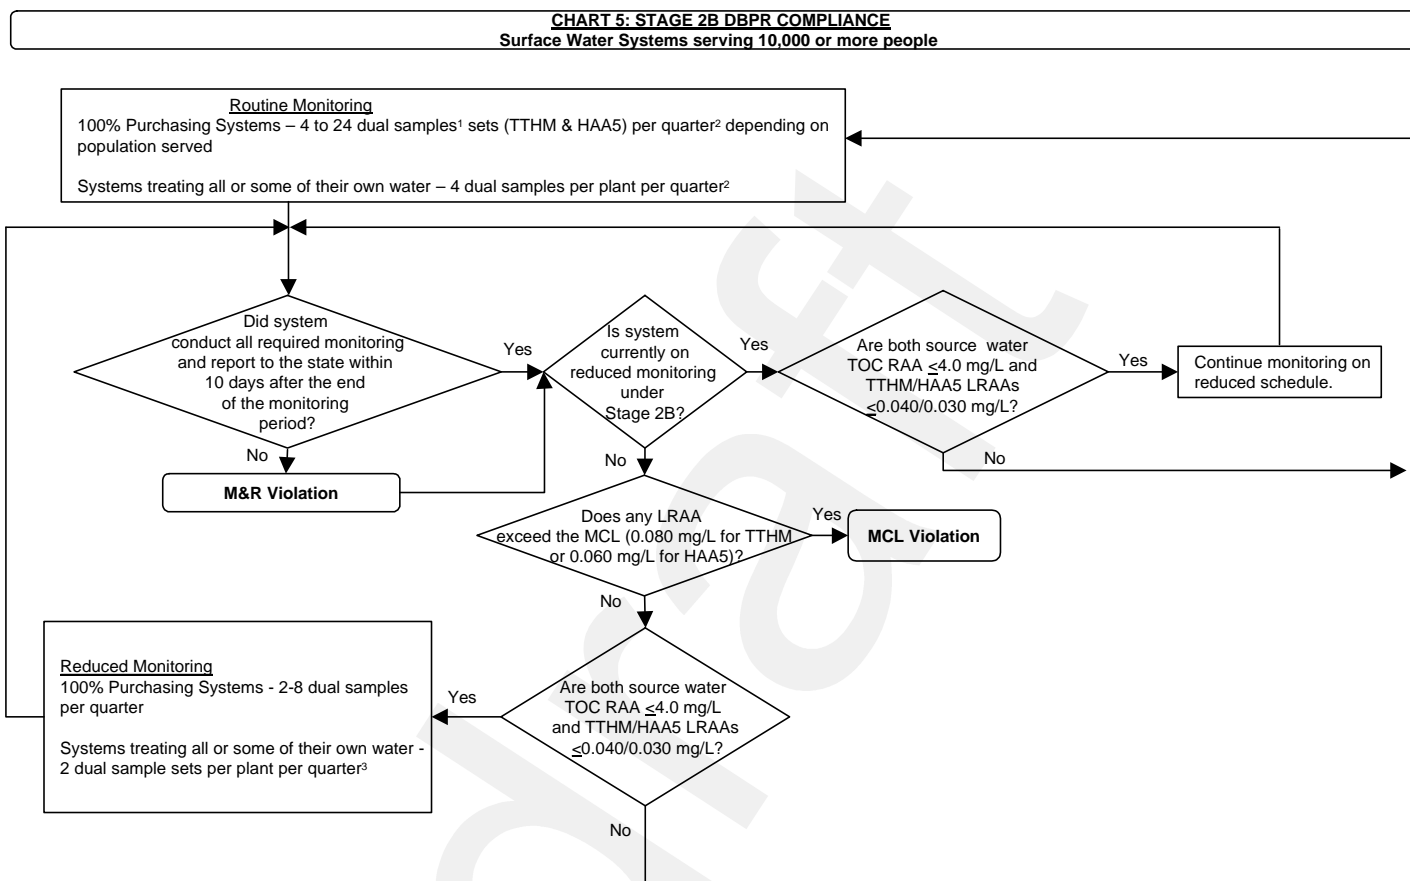 CHART 5: STAGE 2B DBPR COMPLIANCE
Surface Water Systems serving 10,000 or more people
Routine Monitoring
100% Purchasing Systems – 4 to 24 dual samples¹ sets (TTHM & HAA5) per quarter² depending on
population served
Systems treating all or some of their own water – 4 dual samples per plant per quarter²
Did system
conduct all required monitoring
and report to the state within
10 days after the end
of the monitoring
period?
Yes
No
M&R Violation
Is system
currently on
reduced monitoring
under
Stage 2B?
Yes
No
Are both source water
TOC RAA ≤4.0 mg/L and
TTHM/HAA5 LRAAs
≤0.040/0.030 mg/L?
Yes
No
Continue monitoring on
reduced schedule.
Does any LRAA
exceed the MCL (0.080 mg/L for TTHM
or 0.060 mg/L for HAA5)?
Yes
No
MCL Violation
Are both source water
TOC RAA ≤4.0 mg/L
and TTHM/HAA5 LRAAs
≤0.040/0.030 mg/L?
Yes
No
Reduced Monitoring
100% Purchasing Systems - 2-8 dual samples
per quarter
Systems treating all or some of their own water -
2 dual sample sets per plant per quarter³
draft